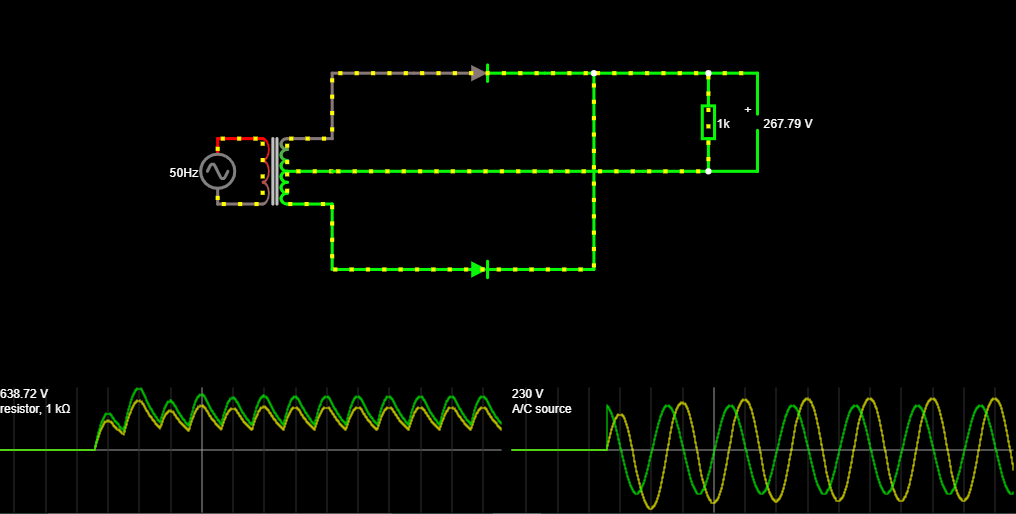 50Hz
1k
+
267.79 V
638.72 V
resistor, 1 kΩ
230 V
A/C source